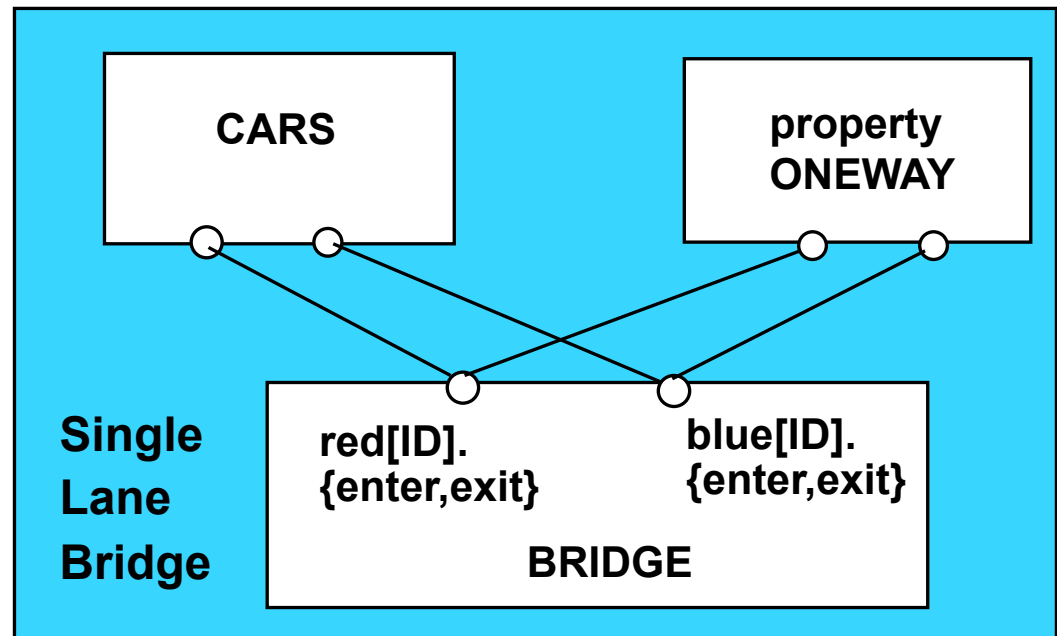 CARS
property
ONEWAY
Single
Lane
Bridge
red[ID].
{enter,exit}
blue[ID].
{enter,exit}
BRIDGE